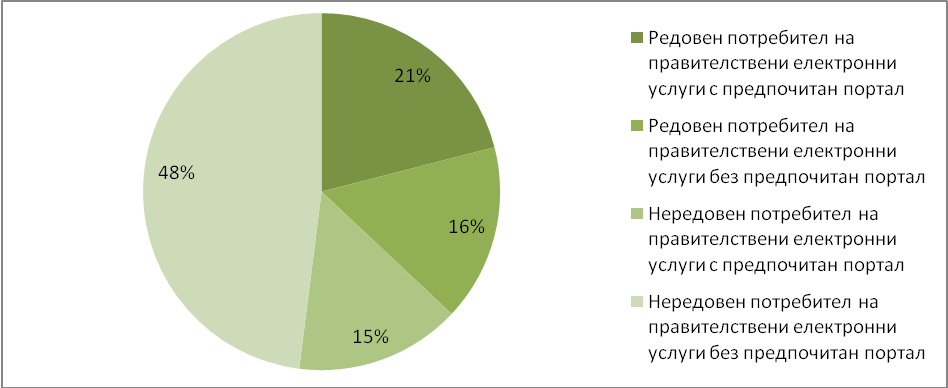 21%
16%
15%
48%
Редовен потребител на
правителствени електронни
услуги с предпочитан портал
Редовен потребител на
правителствени електронни
услуги без предпочитан портал
Нередовен потребител на
правителствени електронни
услуги с предпочитан портал
Нередовен потребител на
правителствени електронни
услуги без предпочитан портал